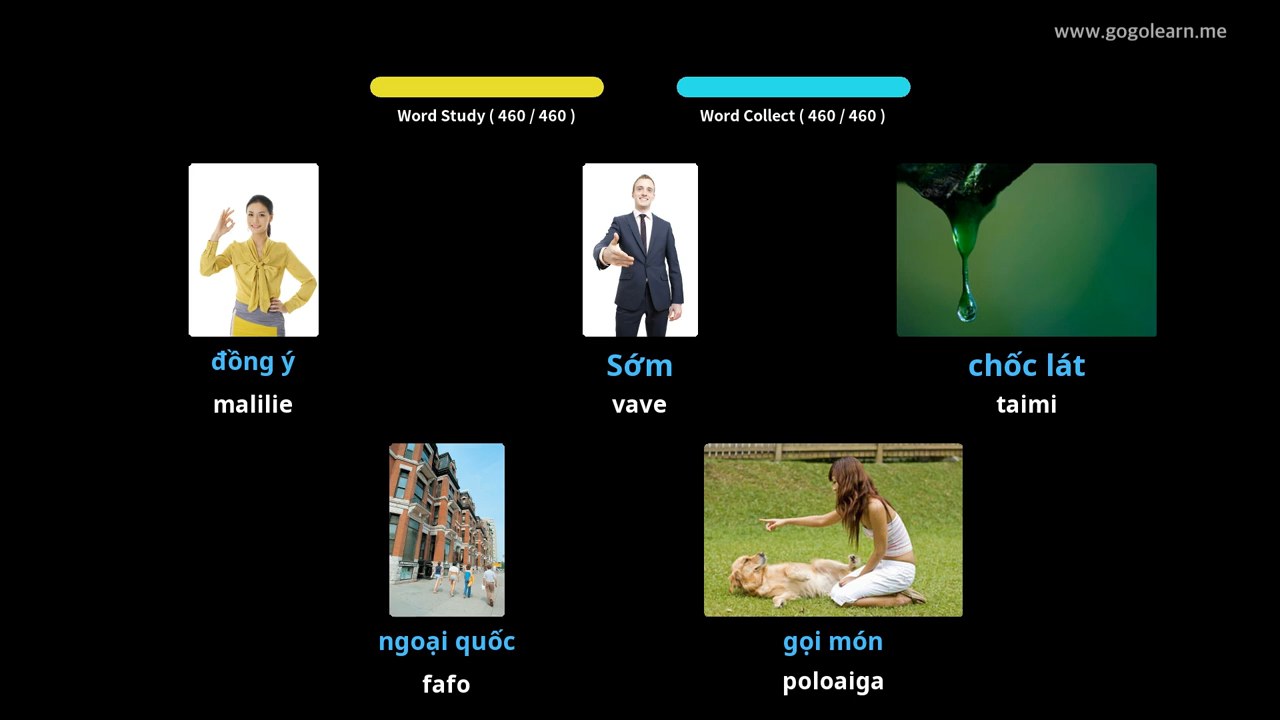 www.gogolearn.me
Word Study ( 460 / 460 )
Word Collect ( 460 / 460 )
đồng ý
malilie
Sớm
vave
chốc lát
taimi
ngoại quốc
fafo
gọi món
poloaiga